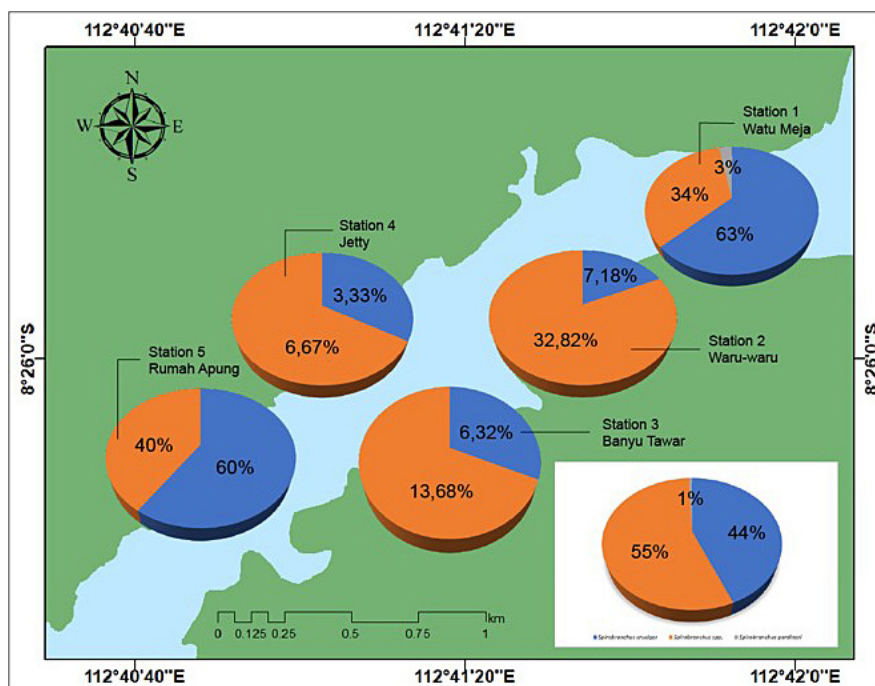 112°40'40"E 112°41'20"E 112°42'0"E
N
W E
S
Station 1
Watu Meja
3%
34%
63%
Station 4
Jetty
3,33%
6,67%
7,18%
32,82%
Station 2
Waru-waru
8°26'0"S
8°26'0"S
Station 5
Rumah Apung
40%
60%
6,32%
13,68%
Station 3
Banyu Tawar
1%
44%
55%
Spirobranchus spp.
km
0 0.125 0.25 0.5 0.75 1
112°40'40"E 112°41'20"E 112°42'0"E